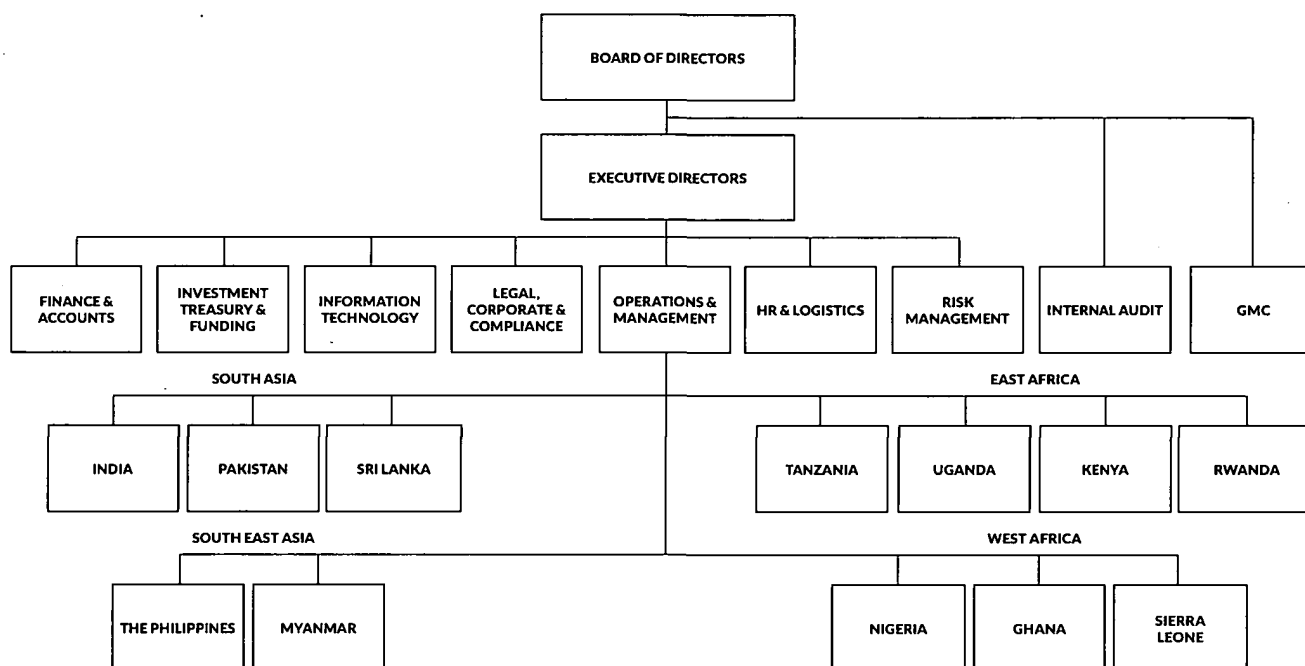 BOARD OF DIRECTORS
EXECUTIVE DIRECTORS
FINANCE &
ACCOUNTS
INVESTMENT
TREASURY &
FUNDING
INFORMATION
TECHNOLOGY
LEGAL,
CORPORATE &
COMPLIANCE
OPERATIONS &
MANAGEMENT
HR & LOGISTICS
RISK
MANAGEMENT
INTERNAL AUDIT
GMC
SOUTH ASIA
EAST AFRICA
INDIA
PAKISTAN
SRI LANKA
TANZANIA
UGANDA
KENYA
RWANDA
SOUTH EAST ASIA
WEST AFRICA
THE PHILIPPINES
MYANMAR
NIGERIA
GHANA
SIERRA
LEONE